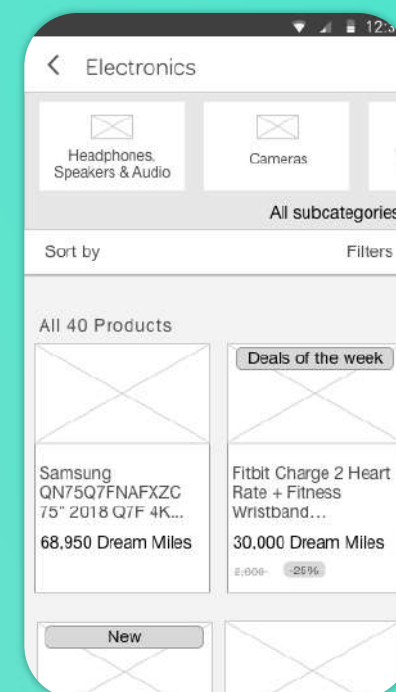 12:3
Electronics
Headphones,
Speakers & Audio
Cameras
All subcategories
Sort by
Filters
All 40 Products
Deals of the week
Samsung
QN75Q7FNAFXZC
75" 2018 Q7F 4K...
68,950 Dream Miles
Fitbit Charge 2 Heart
Rate + Fitness
Wristband...
30,000 Dream Miles
-25%
New